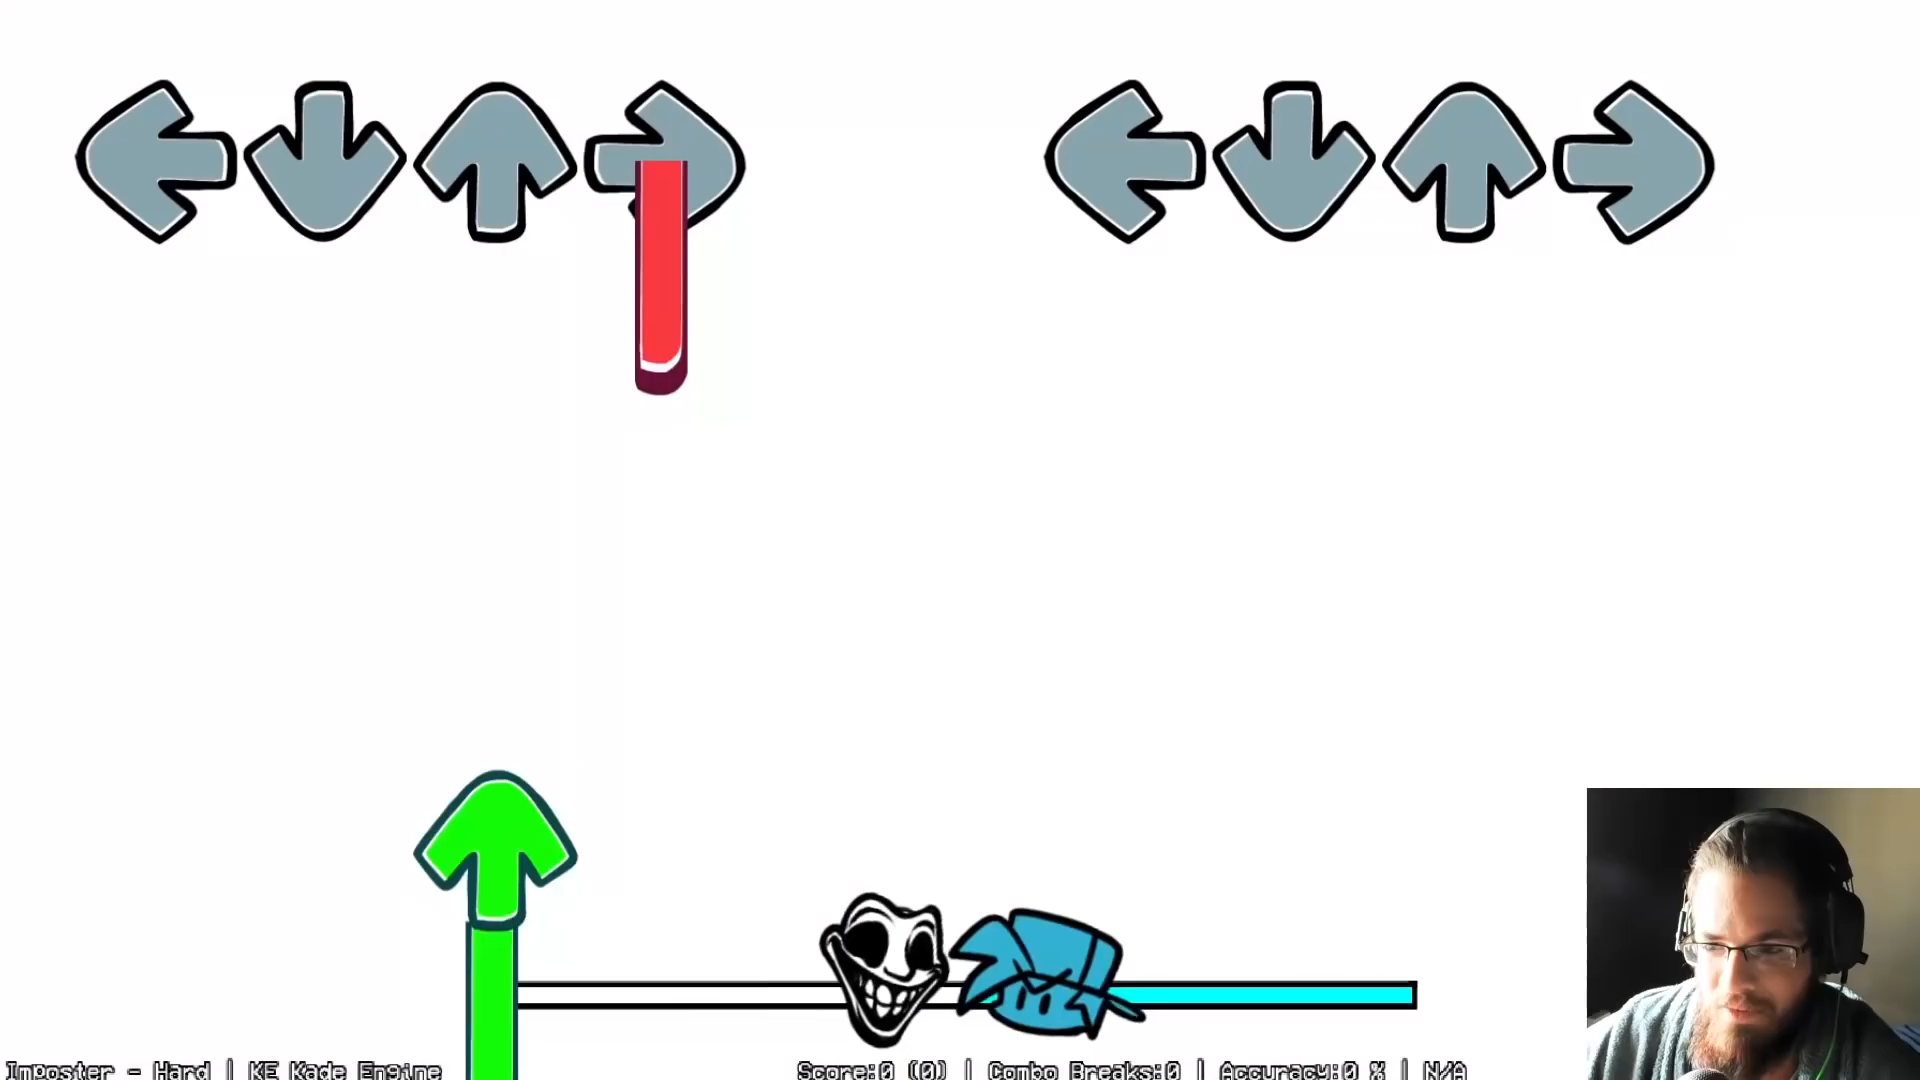 Imposter - Hard | KE Kade Engine
Score:0 (0) | Combo Breaks:0 | Accuracy:0 % | N/A